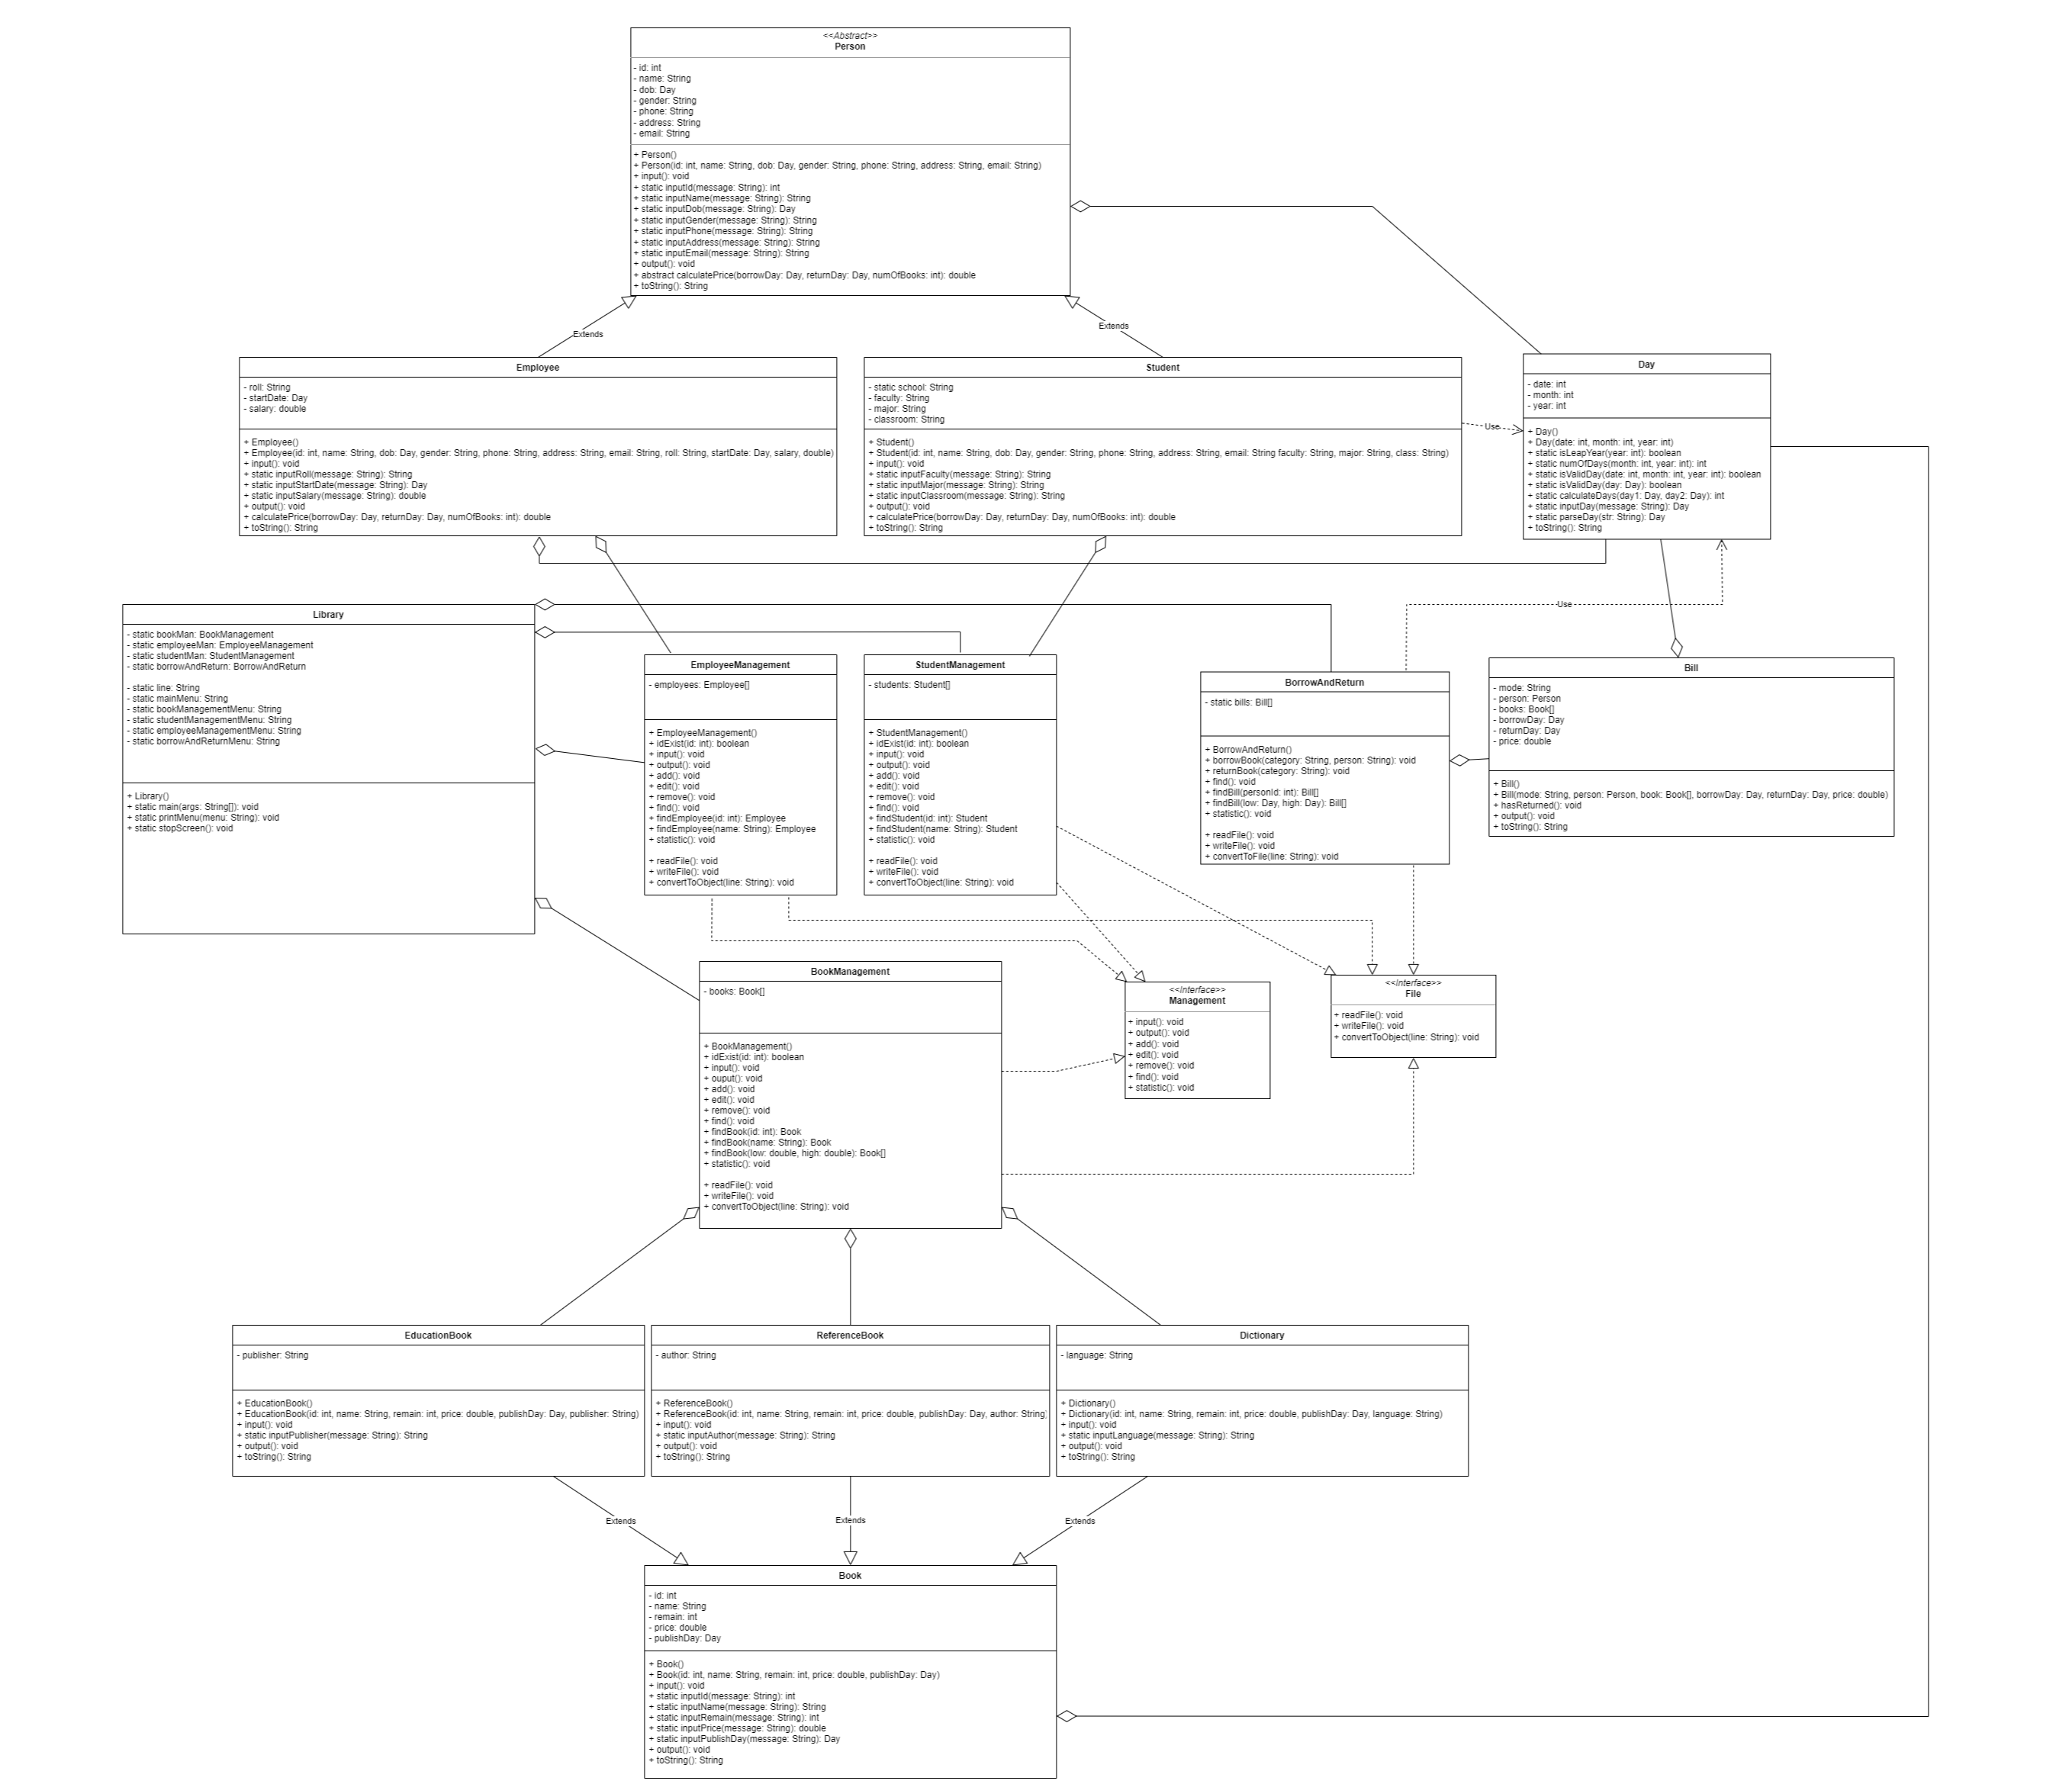 <<Abstract>>
Person
- id: int
- name: String
- dob: Day
- gender: String
- phone: String
- address: String
- email: String
+ Person()
+ Person(id: int, name: String, dob: Day, gender: String, phone: String, address: String, email: String)
+ input(): void
+ static inputId(message: String): int
+ static inputName(message: String): String
+ static inputDob(message: String): Day
+ static inputGender(message: String): String
+ static inputPhone(message: String): String
+ static inputAddress(message: String): String
+ static inputEmail(message: String): String
+ output(): void
+ abstract calculatePrice(borrowDay: Day, returnDay: Day, numOfBooks: int): double
+ toString(): String
Extends
Extends
Employee
- roll: String
- startDate: Day
- salary: double
+ Employee()
+ Employee(id: int, name: String, dob: Day, gender: String, phone: String, address: String, email: String, roll: String, startDate: Day, salary, double)
+ input(): void
+ static inputRoll(message: String): String
+ static inputStartDate(message: String): Day
+ static inputSalary(message: String): double
+ output(): void
+ calculatePrice(borrowDay: Day, returnDay: Day, numOfBooks: int): double
+ toString(): String
Student
- static school: String
- faculty: String
- major: String
- classroom: String
+ Student()
+ Student(id: int, name: String, dob: Day, gender: String, phone: String, address: String, email: String faculty: String, major: String, class: String)
+ input(): void
+ static inputFaculty(message: String): String
+ static inputMajor(message: String): String
+ static inputClassroom(message: String): String
+ output(): void
+ calculatePrice(borrowDay: Day, returnDay: Day, numOfBooks: int): double
+ toString(): String
Use
Day
- date: int
- month: int
- year: int
+ Day()
+ Day(date: int, month: int, year: int)
+ static isLeapYear(year: int): boolean
+ static numOfDays(month: int, year: int): int
+ static isValidDay(date: int, month: int, year: int): boolean
+ static isValidDay(day: Day): boolean
+ static calculateDays(day1: Day, day2: Day): int
+ static inputDay(message: String): Day
+ static parseDay(str: String): Day
+ toString(): String
Use
Library
- static bookMan: BookManagement
- static employeeMan: EmployeeManagement
- static studentMan: StudentManagement
- static borrowAndReturn: BorrowAndReturn
- static line: String
- static mainMenu: String
- static bookManagementMenu: String
- static studentManagementMenu: String
- static employeeManagementMenu: String
- static borrowAndReturnMenu: String
+ Library()
+ static main(args: String[]): void
+ static printMenu(menu: String): void
+ static stopScreen(): void
EmployeeManagement
- employees: Employee[]
+ EmployeeManagement()
+ idExist(id: int): boolean
+ input(): void
+ output(): void
+ add(): void
+ edit(): void
+ remove(): void
+ find(): void
+ findEmployee(id: int): Employee
+ findEmployee(name: String): Employee
+ statistic(): void
+ readFile(): void
+ writeFile(): void
+ convertToObject(line: String): void
StudentManagement
- students: Student[]
+ StudentManagement()
+ idExist(id: int): boolean
+ input(): void
+ output(): void
+ add(): void
+ edit(): void
+ remove(): void
+ find(): void
+ findStudent(id: int): Student
+ findStudent(name: String): Student
+ statistic(): void
+ readFile(): void
+ writeFile(): void
+ convertToObject(line: String): void
BorrowAndReturn
- static bills: Bill[]
+ BorrowAndReturn()
+ borrowBook(category: String, person: String): void
+ returnBook(category: String): void
+ find(): void
+ findBill(personId: int): Bill[]
+ findBill(low: Day, high: Day): Bill[]
+ statistic(): void
+ readFile(): void
+ writeFile(): void
+ convertToFile(line: String): void
Bill
- mode: String
- person: Person
- books: Book[]
- borrowDay: Day
- returnDay: Day
- price: double
+ Bill()
+ Bill(mode: String, person: Person, book: Book[], borrowDay: Day, returnDay: Day, price: double)
+ hasReturned(): void
+ output(): void
+ toString(): String
BookManagement
- books: Book[]
+ BookManagement()
+ idExist(id: int): boolean
+ input(): void
+ ouput(): void
+ add(): void
+ edit(): void
+ remove(): void
+ find(): void
+ findBook(id: int): Book
+ findBook(name: String): Book
+ findBook(low: double, high: double): Book[]
+ statistic(): void
+ readFile(): void
+ writeFile(): void
+ convertToObject(line: String): void
<<Interface>>
Management
+ input(): void
+ output(): void
+ add(): void
+ edit(): void
+ remove(): void
+ find(): void
+ statistic(): void
<<Interface>>
File
+ readFile(): void
+ writeFile(): void
+ convertToObject(line: String): void
EducationBook
- publisher: String
+ EducationBook()
+ EducationBook(id: int, name: String, remain: int, price: double, publishDay: Day, publisher: String)
+ input(): void
+ static inputPublisher(message: String): String
+ output(): void
+ toString(): String
ReferenceBook
- author: String
+ ReferenceBook()
+ ReferenceBook(id: int, name: String, remain: int, price: double, publishDay: Day, author: String)
+ input(): void
+ static inputAuthor(message: String): String
+ output(): void
+ toString(): String
Dictionary
- language: String
+ Dictionary()
+ Dictionary(id: int, name: String, remain: int, price: double, publishDay: Day, language: String)
+ input(): void
+ static inputLanguage(message: String): String
+ output(): void
+ toString(): String
Extends
Extends
Extends
Book
- id: int
- name: String
- remain: int
- price: double
- publishDay: Day
+ Book()
+ Book(id: int, name: String, remain: int, price: double, publishDay: Day)
+ input(): void
+ static inputId(message: String): int
+ static inputName(message: String): String
+ static inputRemain(message: String): int
+ static inputPrice(message: String): double
+ static inputPublishDay(message: String): Day
+ output(): void
+ toString(): String